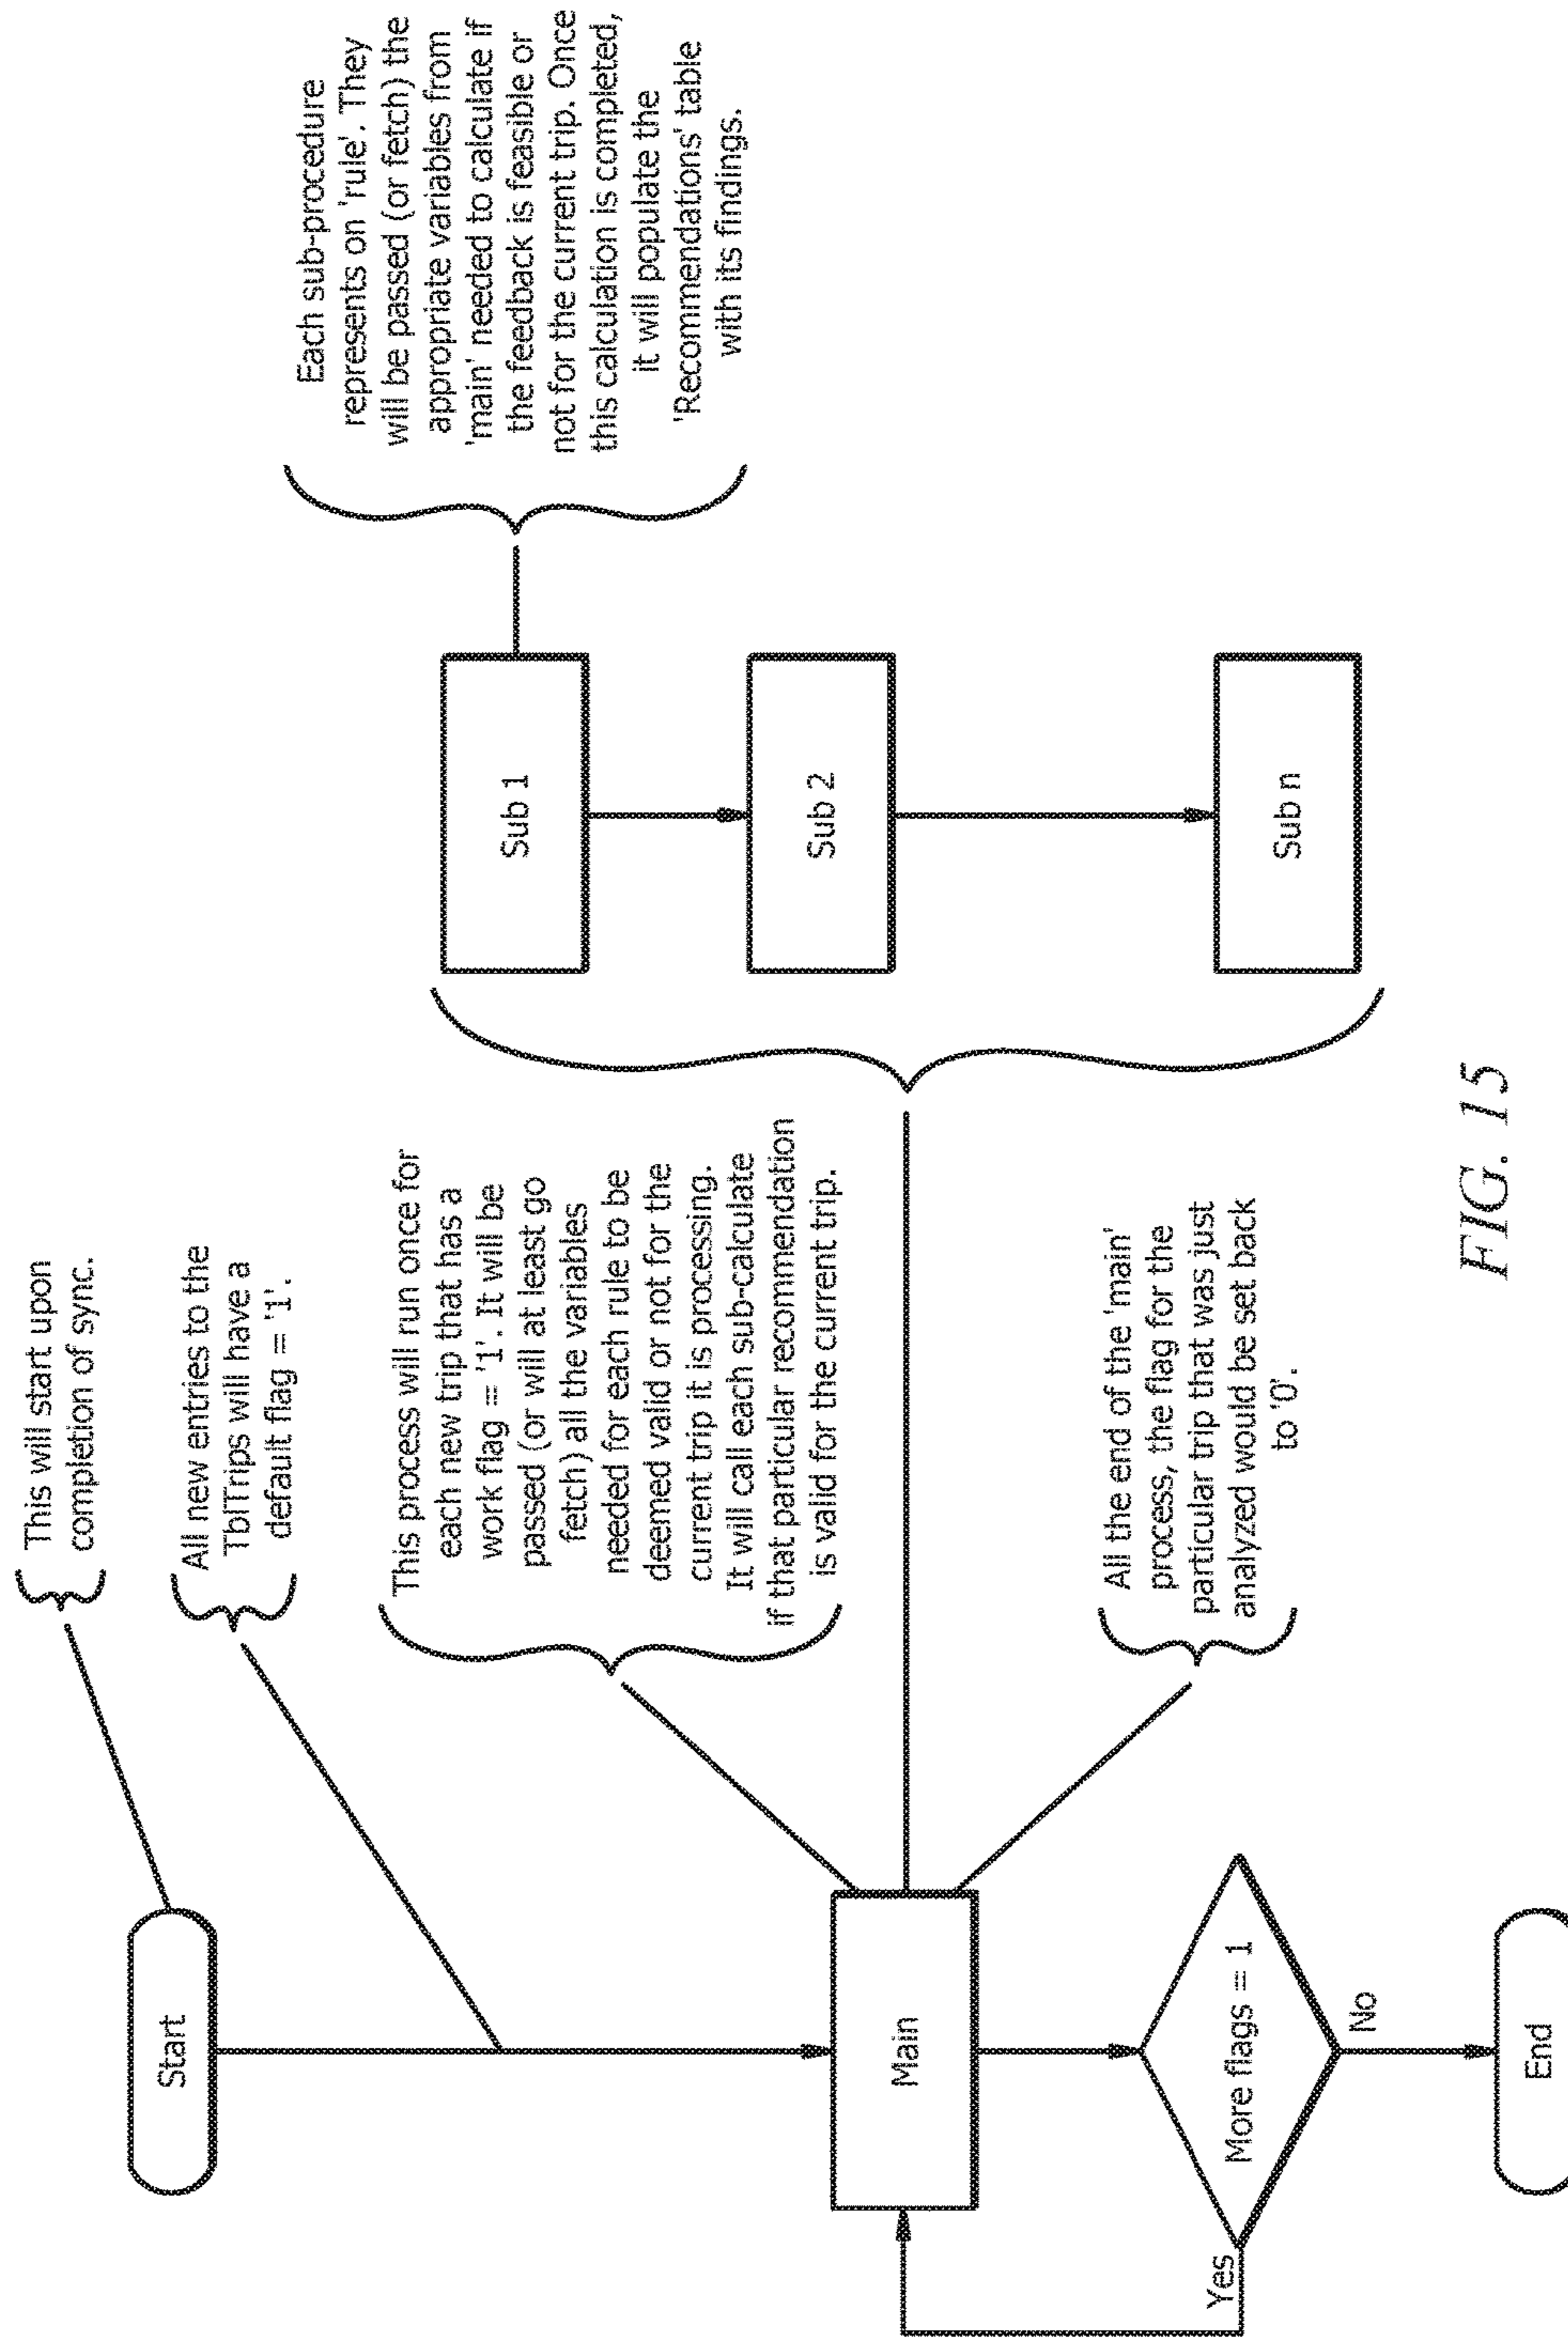 This will start upon
completion of sync.
Start
All new entries to the
TblTrips will have a
default flag = '1'.
This process will run once for
each new trip that has a
work flag = '1'. It will be
passed (or will at least go
fetch) all the variables
needed for each rule to be
deemed valid or not for the
current trip it is processing.
It will call each sub-calculate
if that particular recommendation
is valid for the current trip.
Main
All the end of the 'main'
process, the flag for the
particular trip that was just
analyzed would be set back
to '0'.
More flags = 1
Yes
No
End
Each sub-procedure
represents on 'rule'. They
will be passed (or fetch) the
appropriate variables from
'main' needed to calculate if
the feedback is feasible or
not for the current trip. Once
this calculation is completed,
it will populate the
'Recommendations' table
with its findings.
Sub 1
Sub 2
Sub n
FIG. 15